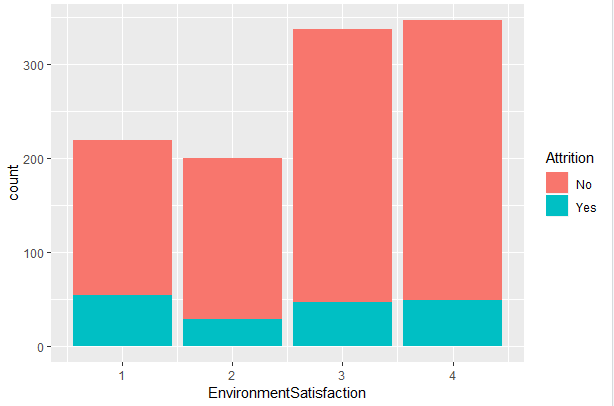 300
200
100
0
count
1 2 3 4
EnvironmentSatisfaction
Attrition
No
Yes